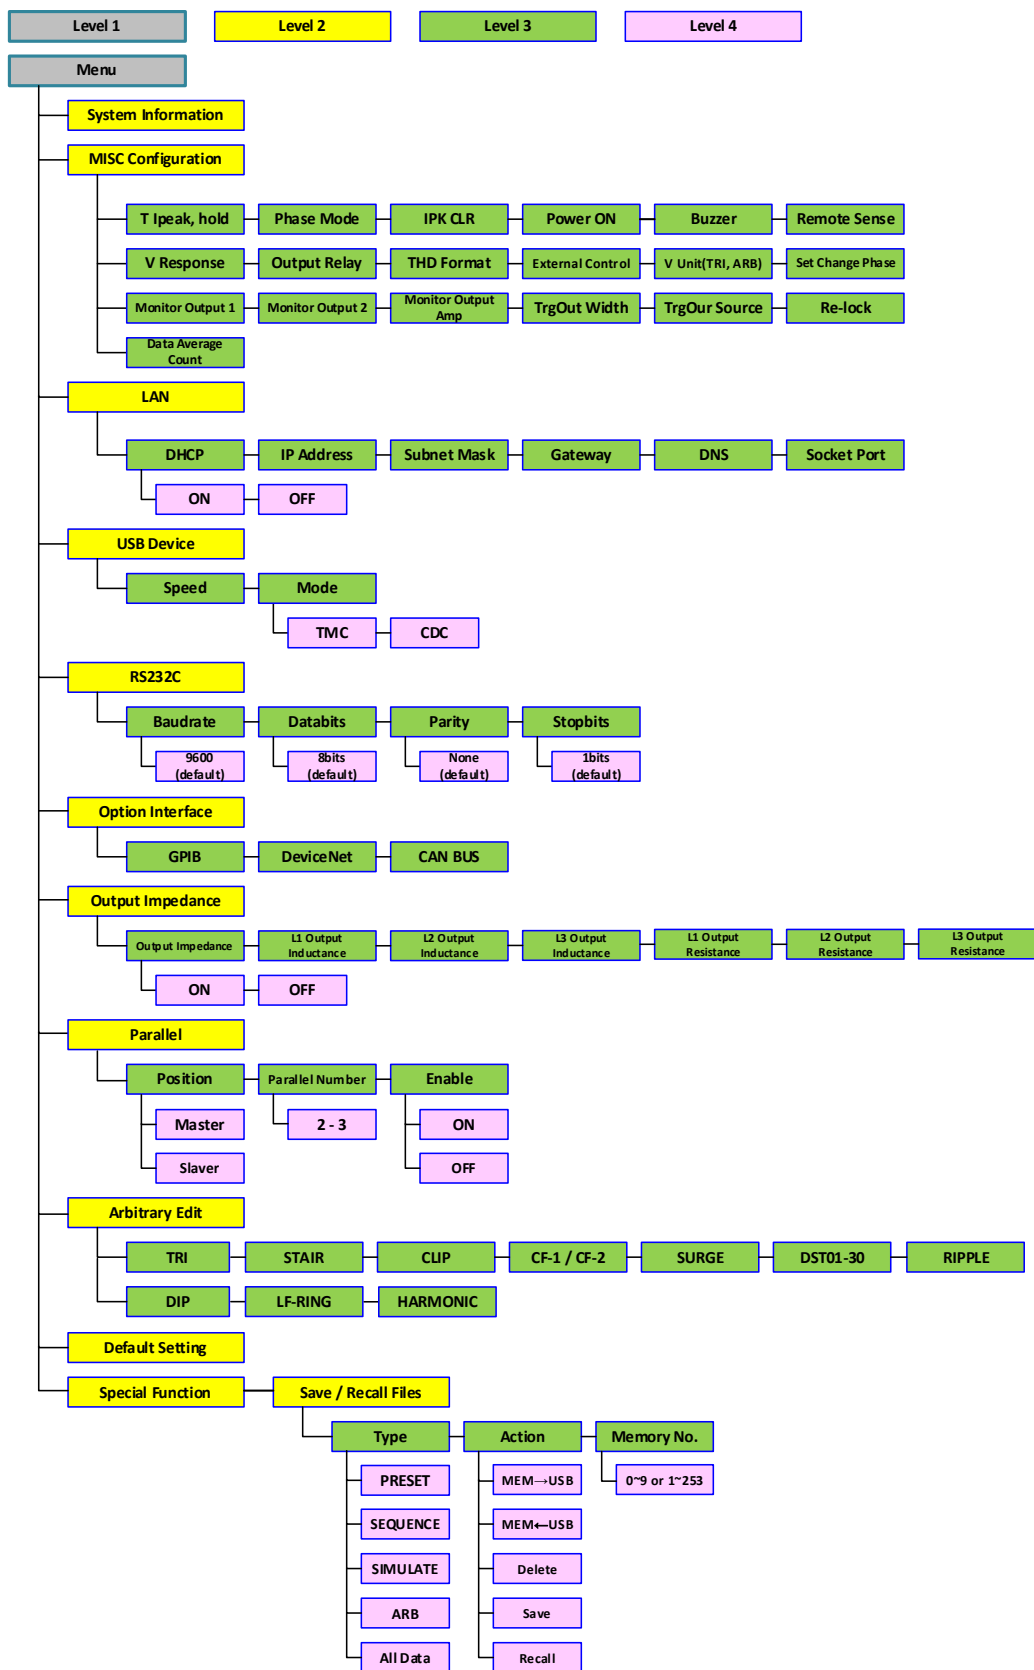 Level 1
Level 2
Level 3
Level 4
Menu
System Information
MISC Configuration
T Ipeak, hold
Phase Mode
IPK CLR
Power ON
Buzzer
Remote Sense
V Response
Output Relay
THD Format
External Control
V Unit(TRI, ARB)
Set Change Phase
Monitor Output 1
Monitor Output 2
Monitor Output
Amp
TrgOut Width
TrgOur Source
Re-lock
Data Average
Count
LAN
DHCP
IP Address
Subnet Mask
Gateway
DNS
Socket Port
ON
OFF
USB Device
Speed
Mode
TMC
CDC
RS232C
Baudrate
Databits
Parity
Stopbits
9600
(default)
8bits
(default)
None
(default)
1bits
(default)
Option Interface
GPIB
DeviceNet
CAN BUS
Output Impedance
Output Impedance
L1 Output
Inductance
L2 Output
Inductance
L3 Output
Inductance
L1 Output
Resistance
L2 Output
Resistance
L3 Output
Resistance
ON
OFF
Parallel
Position
Parallel Number
Enable
Master
2 - 3
ON
Slaver
OFF
Arbitrary Edit
TRI
STAIR
CLIP
CF-1 / CF-2
SURGE
DST01-30
RIPPLE
DIP
LF-RING
HARMONIC
Default Setting
Special Function
Save / Recall Files
Type
Action
Memory No.
PRESET
MEM→USB
0~9 or 1~253
SEQUENCE
MEM←USB
SIMULATE
Delete
ARB
Save
All Data
Recall